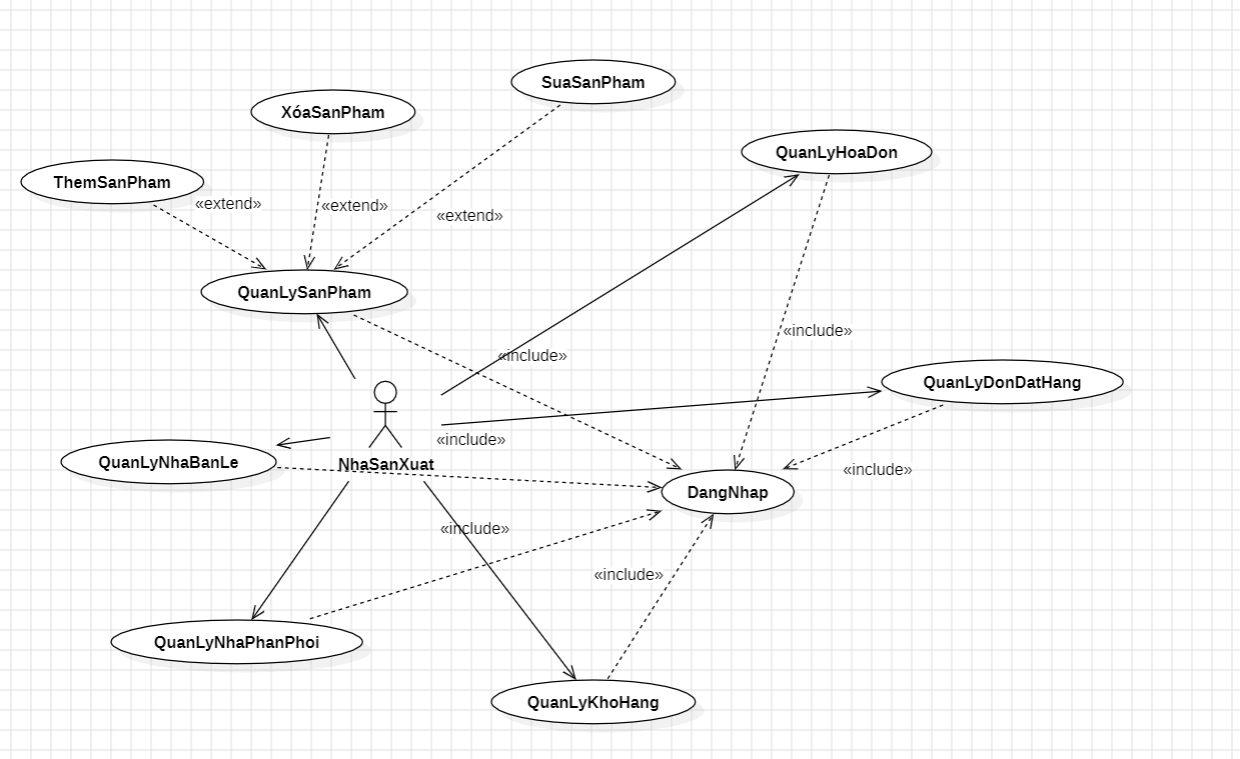 SuaSanPham
XóaSanPham
QuanLyHoaDon
ThemSanPham
«extend»
«extend»
«extend»
QuanLySanPham
«include»
«include»
QuanLyDonDatHang
«include»
QuanLyNhaBanLe
NhaSanXuat
«include»
DangNhap
«include»
«include»
QuanLyNhaPhanPhoi
QuanLyKhoHang